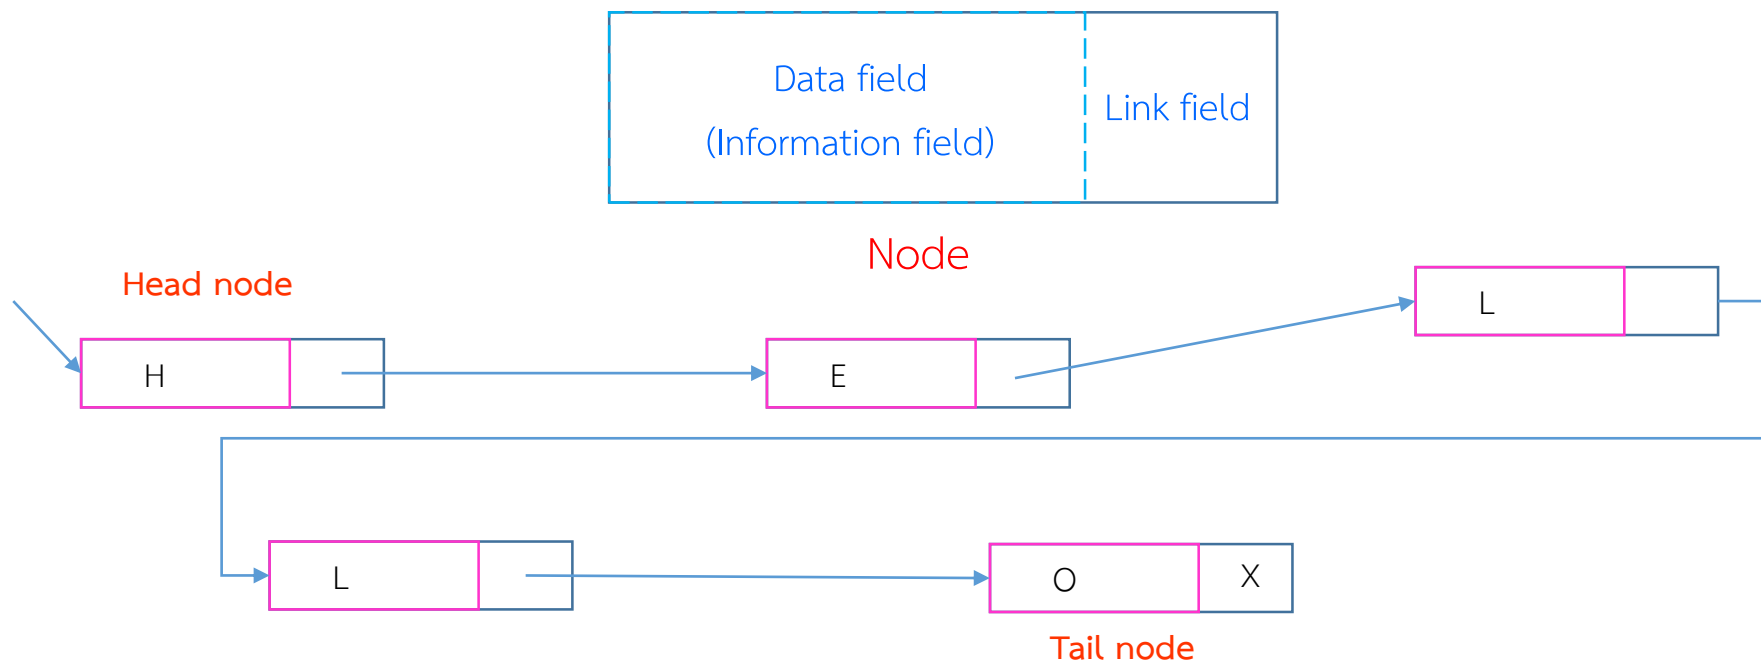 Data field
(Information field)
Link field
Node
Head node
H
E
L
L
O
X
Tail node